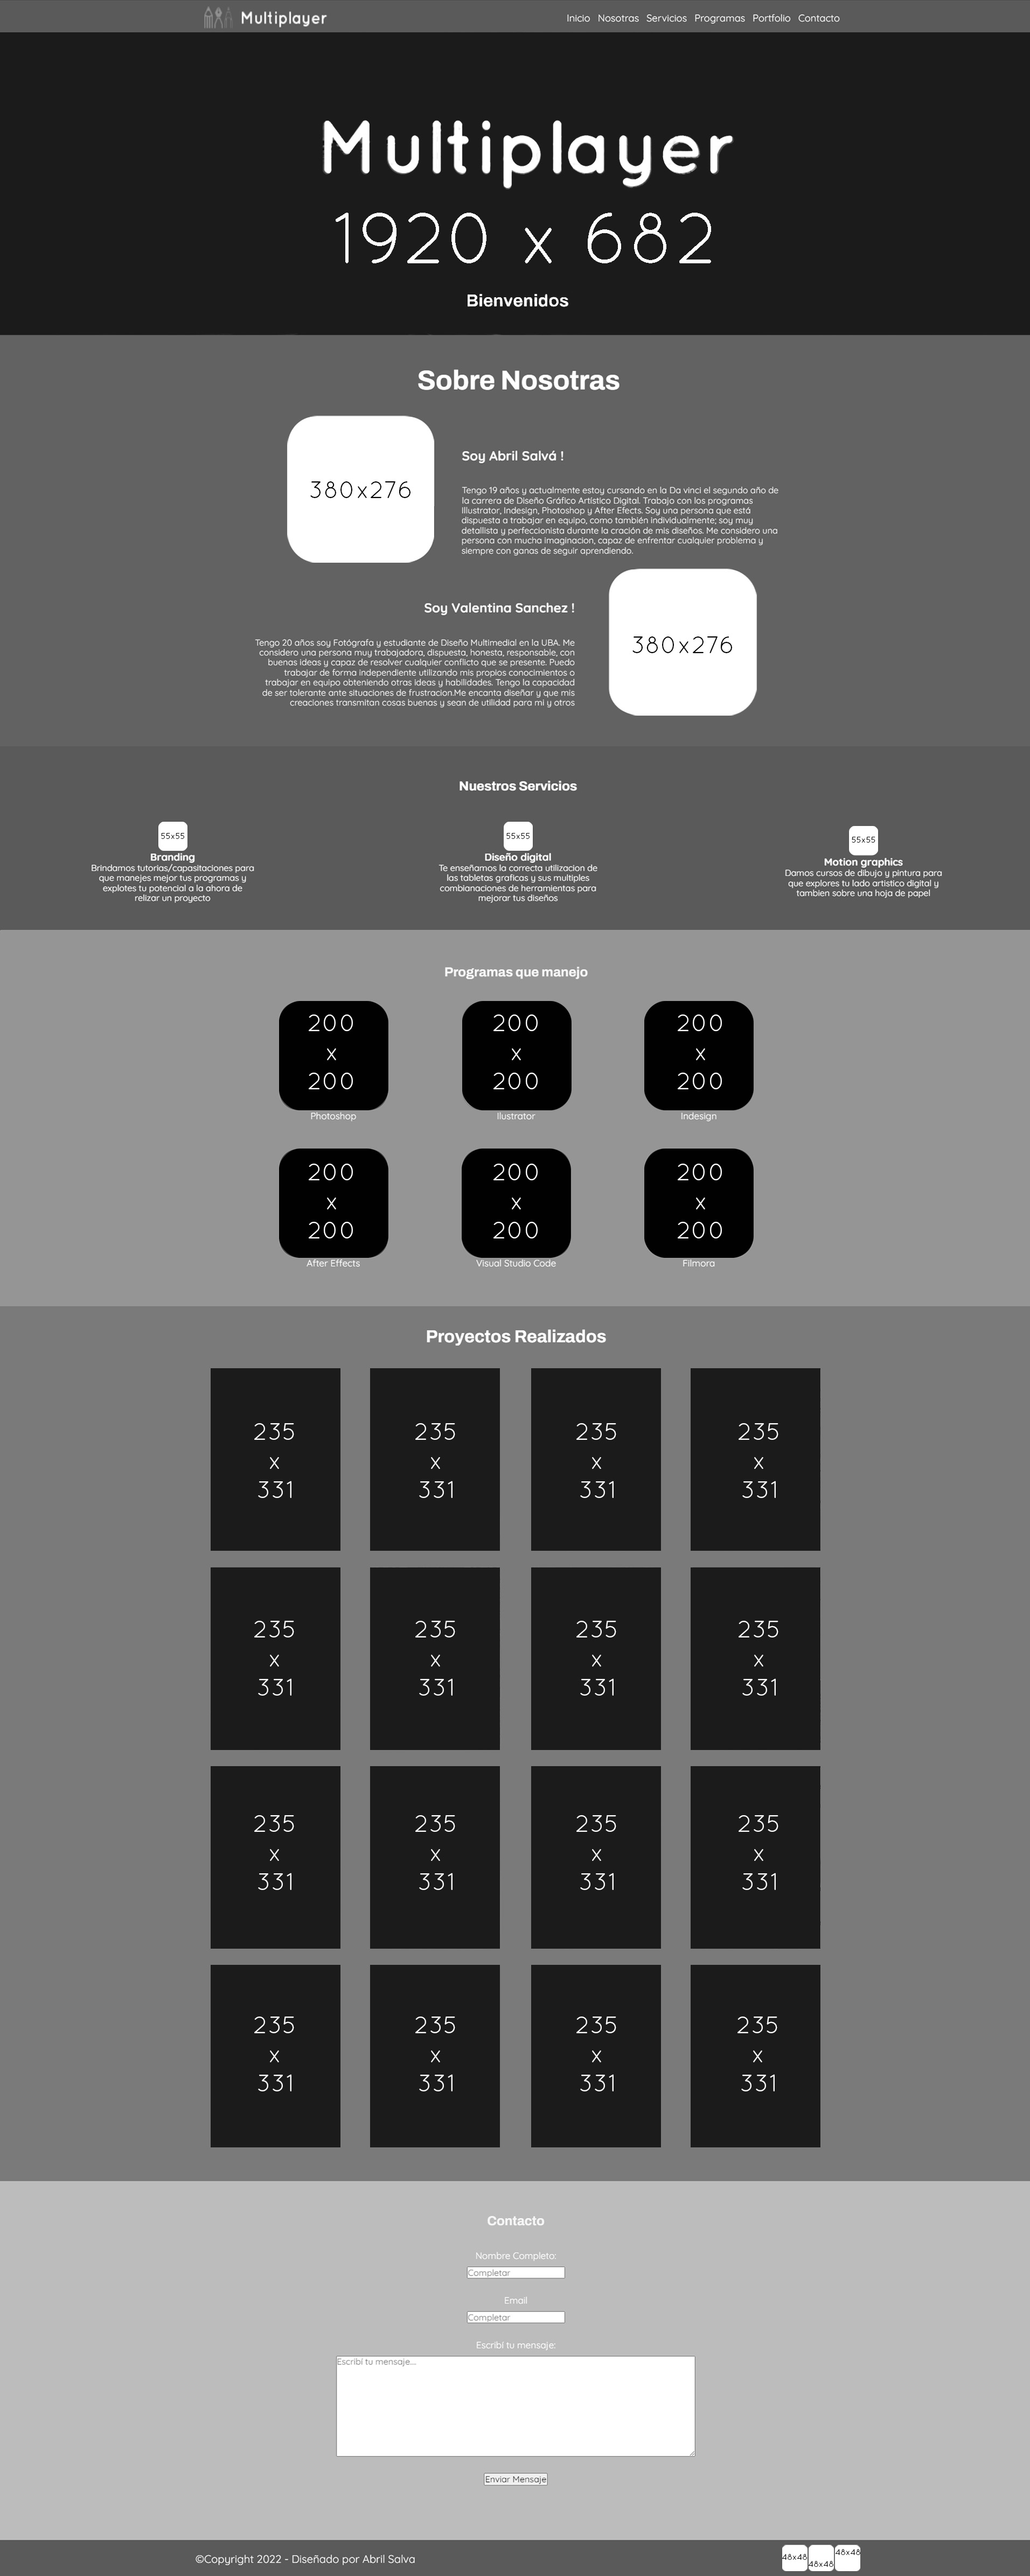 Multiplayer
Inicio Nosotras Servicios Programas Portfolio Contacto
Multiplayer
1920 x 682
Bienvenidos
Sobre Nosotras
380x276
Soy Abril Salvá !
Tengo 19 años y actualmente estoy cursando en la Da vinci el segundo año de
la carrera de Diseño Gráfico Artístico Digital. Trabajo con los programas
Illustrator, Indesign, Photoshop y After Efects. Soy una persona que está
dispuesta a trabajar en equipo, como también individualmente; soy muy
detallista y perfeccionista durante la cración de mis diseños. Me considero una
persona con mucha imaginacion, capaz de enfrentar cualquier problema y
siempre con ganas de seguir aprendiendo.
Soy Valentina Sanchez !
Tengo 20 años soy Fotógrafa y estudiante de Diseño Multimedial en la UBA. Me
considero una persona muy trabajadora, dispuesta, honesta, responsable, con
buenas ideas y capaz de resolver cualquier conflicto que se presente. Puedo
trabajar de forma independiente utilizando mis propios conocimientos o
trabajar en equipo obteniendo otras ideas y habilidades. Tengo la capacidad
de ser tolerante ante situaciones de frustracion.Me encanta diseñar y que mis
creaciones transmitan cosas buenas y sean de utilidad para mi y otros
380x276
Nuestros Servicios
55x55
Branding
Brindamos tutorias/capasitaciones para
que manejes mejor tus programas y
explotes tu potencial a la ahora de
relizar un proyecto
55x55
Diseño digital
Te enseñamos la correcta utilizacion de
las tabletas graficas y sus multiples
combianaciones de herramientas para
mejorar tus diseños
55x55
Motion graphics
Damos cursos de dibujo y pintura para
que explores tu lado artistico digital y
tambien sobre una hoja de papel
Programas que manejo
200 200 200
x x x
200 200 200
Photoshop Ilustrator Indesign
200 200 200
x x x
200 200 200
After Effects Visual Studio Code Filmora
Proyectos Realizados
235 235 235 235
x x x x
331 331 331 331
235 235 235 235
x x x x
331 331 331 331
235 235 235 235
x x x x
331 331 331 331
235 235 235 235
x x x x
331 331 331 331
Contacto
Nombre Completo:
Completar
Email
Completar
Escribí tu mensaje:
Escribí tu mensaje...
Enviar Mensaje
©Copyright 2022 - Diseñado por Abril Salva
48x48 48x48 48x48